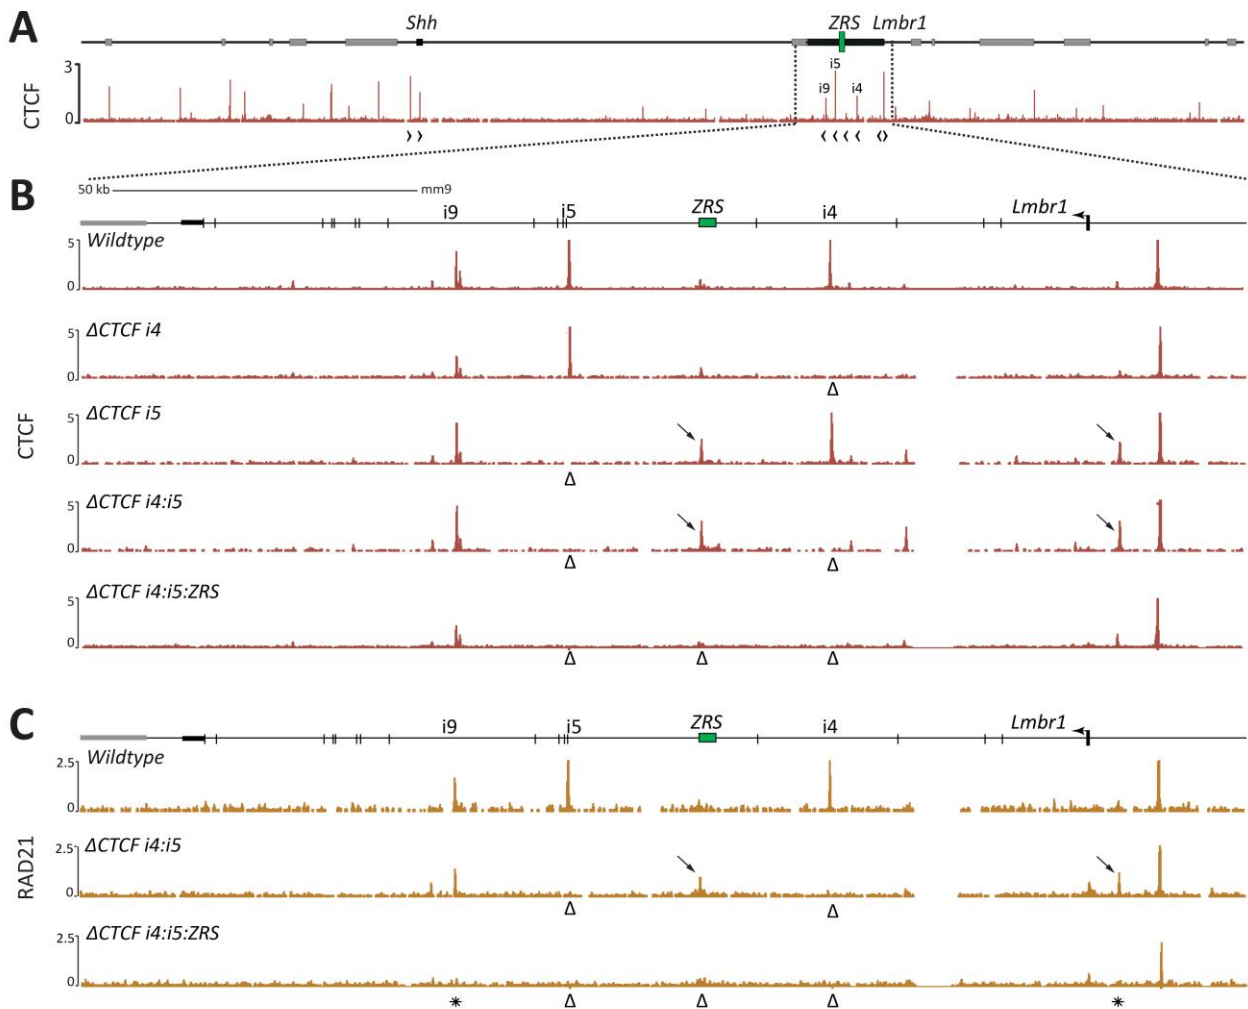 A
Shh ZRS Lmbr1
3
0
CTCF
i9 i5 i4
50 kb mm9
B
i9 i5 ZRS i4 Lmbr1
Wildtype
5
0
ΔCTCF i4
5
0
Δ
CTCF
ΔCTCF i5
5
0
Δ
ΔCTCF i4:i5
5
0
Δ Δ
ΔCTCF i4:i5:ZRS
5
0
Δ Δ Δ
C
i9 i5 ZRS i4 Lmbr1
Wildtype
2.5
0
RAD21
ΔCTCF i4:i5
2.5
0
Δ Δ
ΔCTCF i4:i5:ZRS
2.5
0
* Δ Δ Δ *